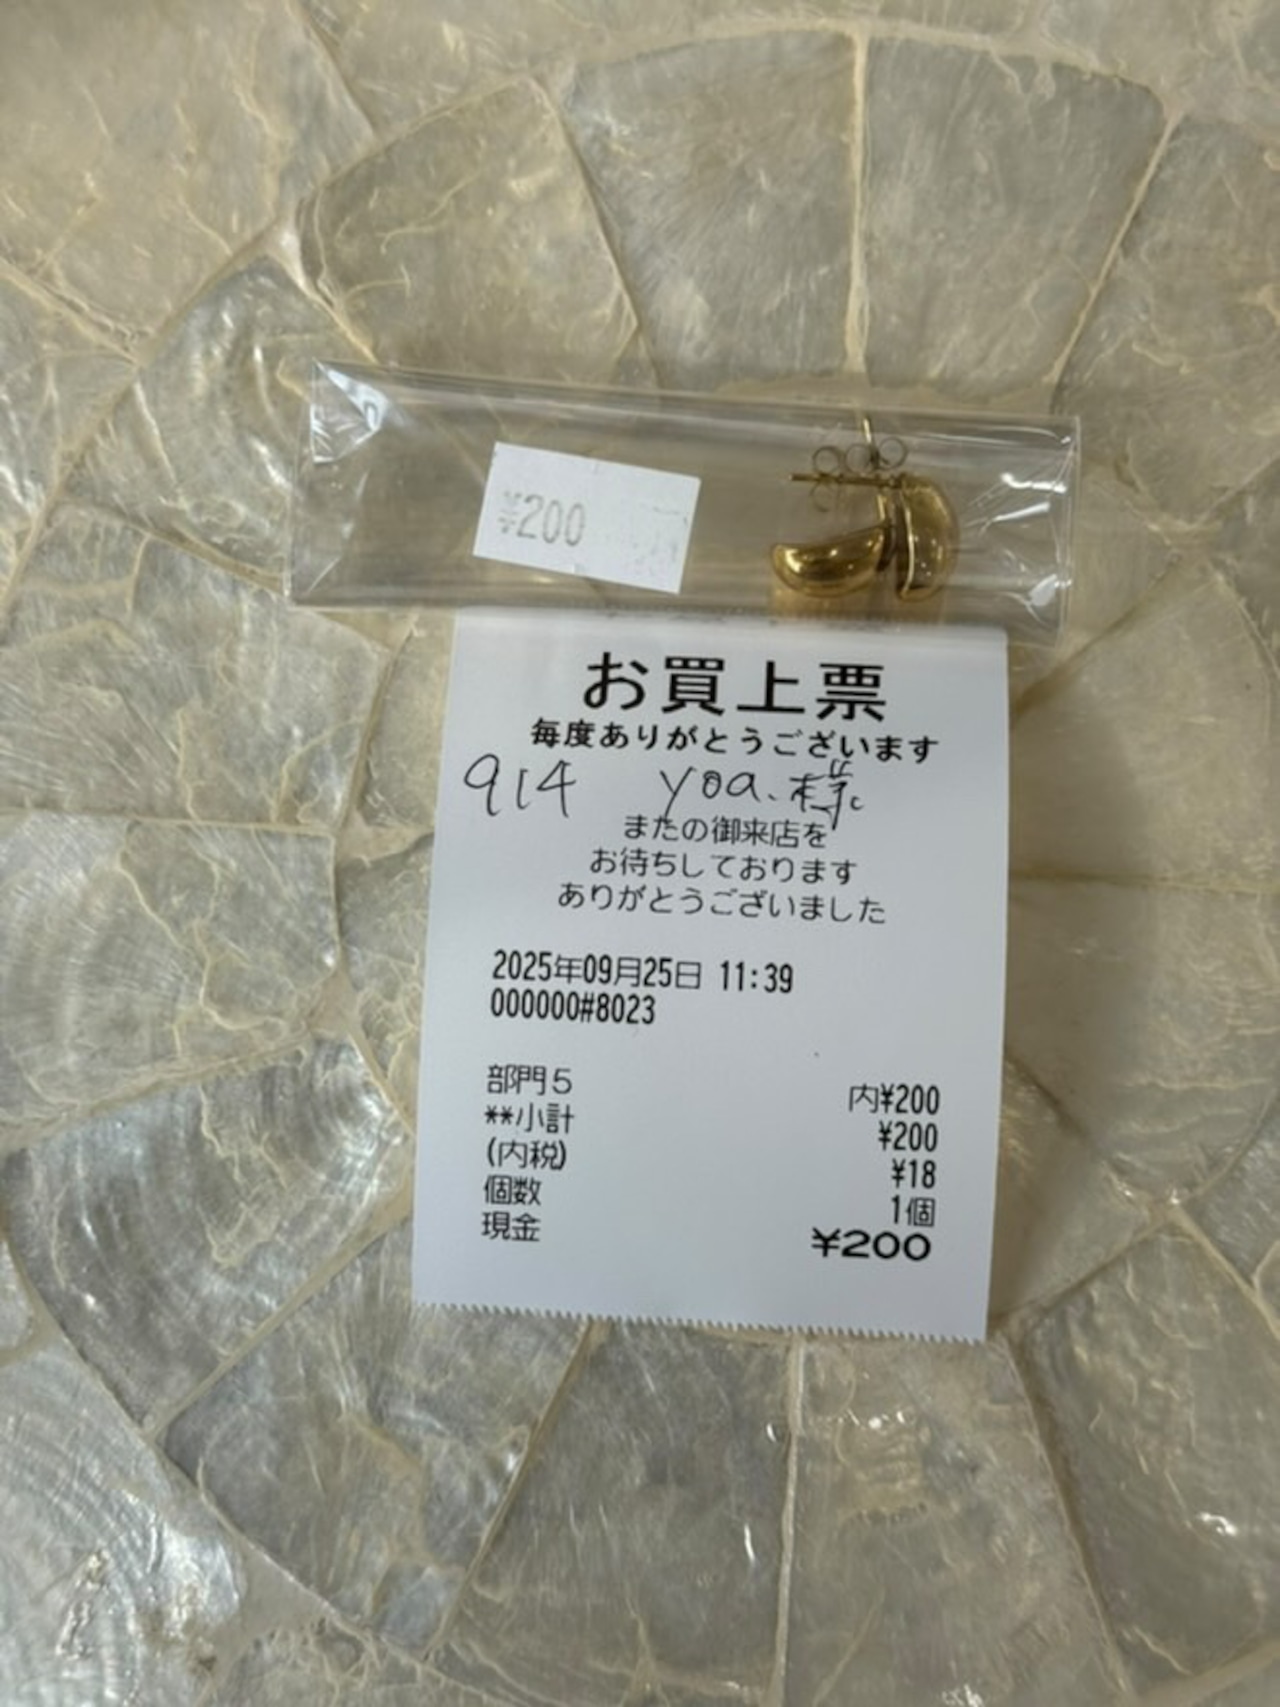 ¥200
お買上票
毎度ありがとうございます
914 yoa.様
またの御来店を
お待ちしております
ありがとうございました
2025年09月25日 11:39
000000#8023
部門5 内¥200
**小計 ¥200
(内税) ¥18
個数 1個
現金 ¥200